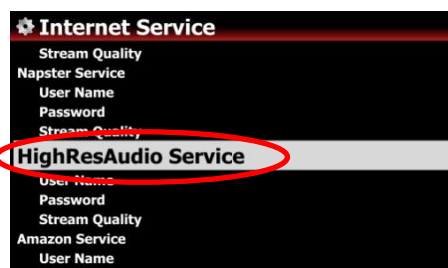 Internet Service
Stream Quality
Napster Service
User Name
Password
Stream Quality
HighResAudio Service
User Name
Password
Stream Quality
Amazon Service
User Name